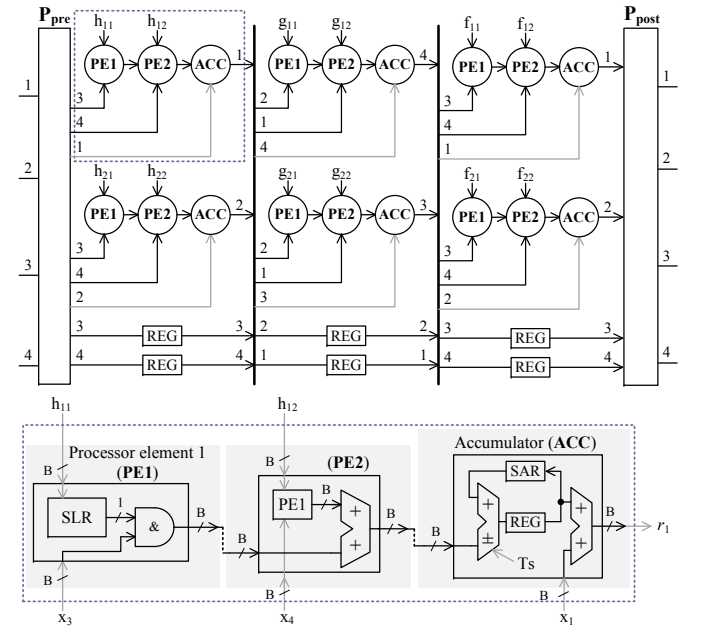 P_pre P_post
h11 h12 g11 g12 f11 f12
PE1 PE2 ACC 1 PE1 PE2 ACC 4 PE1 PE2 ACC 1
1 1
3 2 3
4 1 4
1 4 1
2 2
h21 h22 g21 g22 f21 f22
PE1 PE2 ACC 2 PE1 PE2 ACC 3 PE1 PE2 ACC 2
3 3
3 2 3
4 1 4
2 3 2
3 REG 3 2 REG 2 3 REG 3
4 4 REG 4 1 REG 1 4 REG 4 4
h11 h12
Processor element 1
(PE1)
(PE2)
Accumulator (ACC)
B B
SAR
SLR 1 & B
PE1 B + + B
+ ± REG + + B r1
B B Ts
B B B
x3 x4 x1